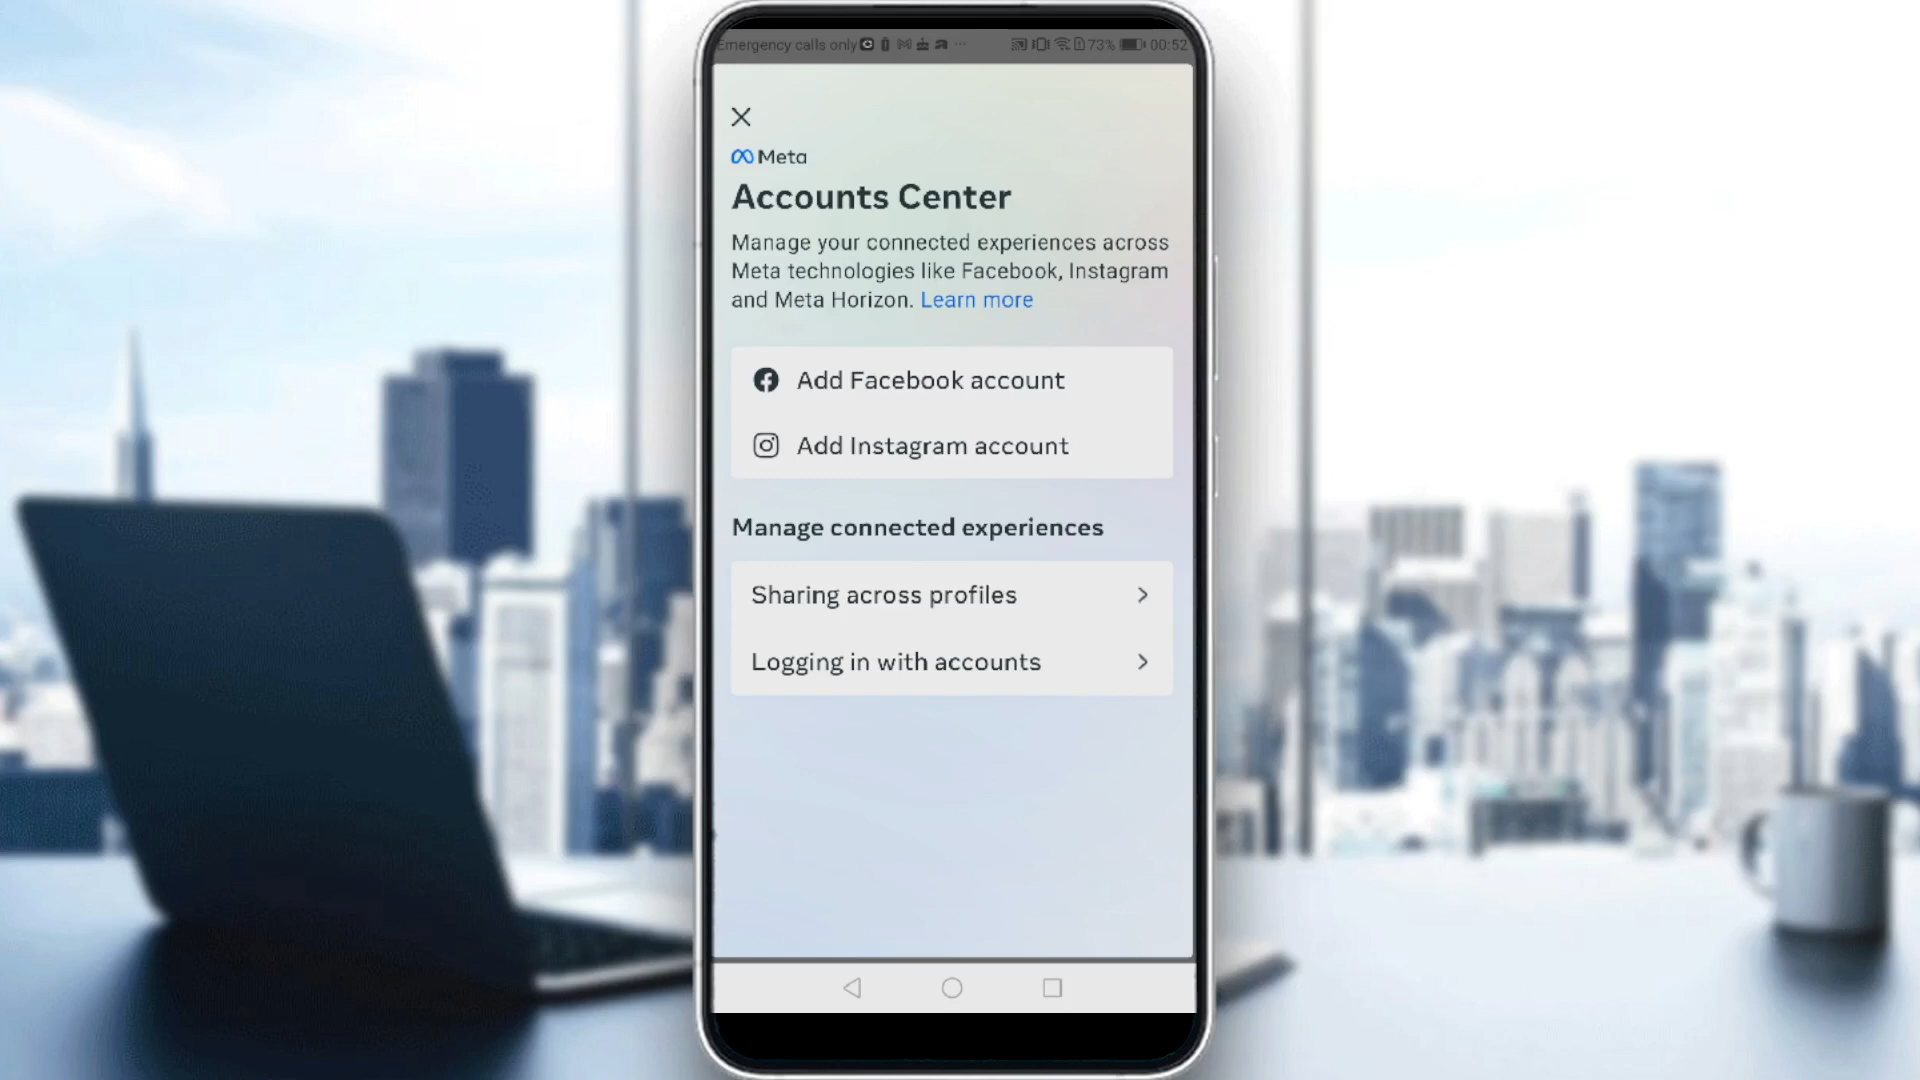 Emergency calls only 73% 00:52
Meta
Accounts Center
Manage your connected experiences across
Meta technologies like Facebook, Instagram
and Meta Horizon. Learn more
Add Facebook account
Add Instagram account
Manage connected experiences
Sharing across profiles
Logging in with accounts